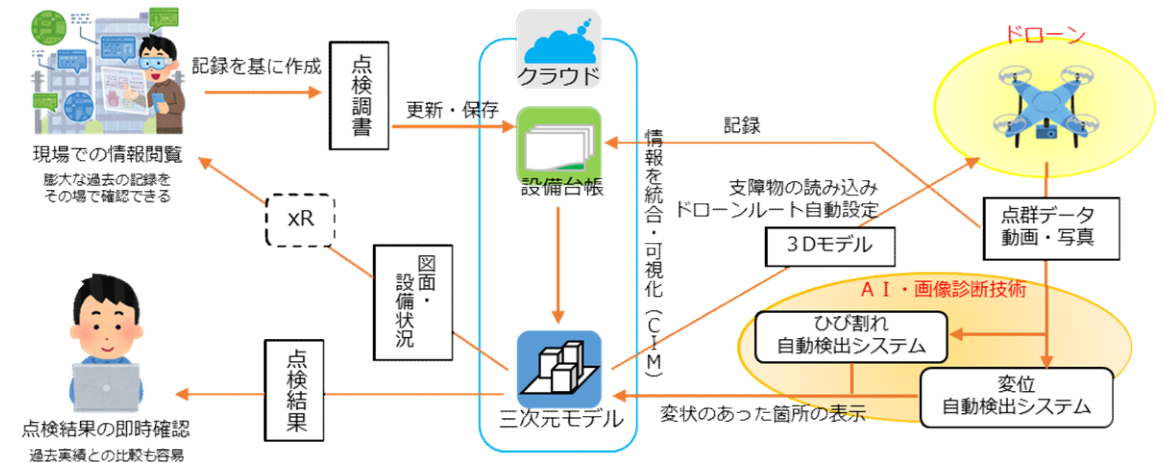 ドローン
クラウド
記録を基に作成
点検調書
更新・保存
設備台帳
記録
情報を統合・可視化（ＣＩＭ）
現場での情報閲覧
膨大な過去の記録を
その場で確認できる
xR
図面・
設備状況
支障物の読み込み
ドローンルート自動設定
３Dモデル
点群データ
動画・写真
ＡＩ・画像診断技術
ひび割れ
自動検出システム
変位
自動検出システム
変状のあった箇所の表示
三次元モデル
点検結果
点検結果の即時確認
過去実績との比較も容易